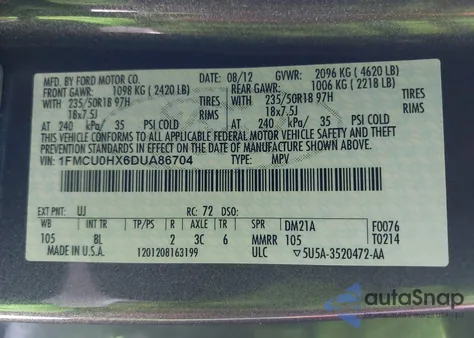 MFD. BY FORD MOTOR CO. 08/12 GVWR: 2096 KG (4620 LB)
FRONT GAWR: 1098 KG (2420 LB) REAR GAWR: 1006 KG (2218 LB)
WITH 235/50R18 97H TIRES WITH 235/50R18 97H TIRES
18x7.5J RIMS 18x7.5J RIMS
AT 240 kPa/ 35 PSI COLD AT 240 kPa/ 35 PSI COLD
THIS VEHICLE CONFORMS TO ALL APPLICABLE FEDERAL MOTOR VEHICLE SAFETY, BUMPER, AND THEFT
PREVENTION STANDARDS IN EFFECT ON THE DATE OF MANUFACTURE SHOWN ABOVE.
VIN: 1FMCU0HX6DUA86704 TYPE: MPV
EXT PNT: UJ RC: 72 DSO:
WB INT TR TP/PS R AXLE TR SPR DM21A F0076
105 BL 2 3C 6 MMRR 105 T0214
MADE IN U.S.A. 1201208163199 ULC 5U5A-3520472-AA
autoSnap